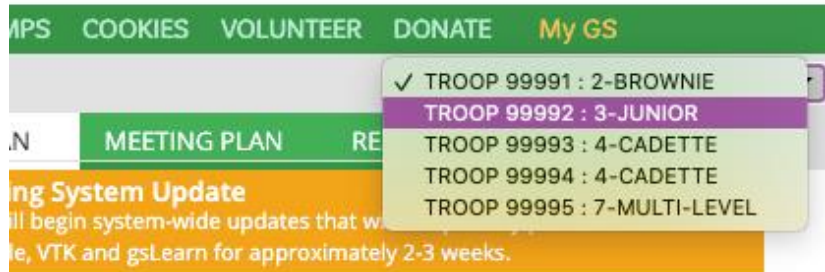 COOKIES VOLUNTEER DONATE My GS
✓ TROOP 99991 : 2-BROWNIE
TROOP 99992 : 3-JUNIOR
MEETING PLAN
TROOP 99993 : 4-CADETTE
TROOP 99994 : 4-CADETTE
TROOP 99995 : 7-MULTI-LEVEL
System Update
begin system-wide updates that
VTK and gsLearn for approximately 2-3 weeks.